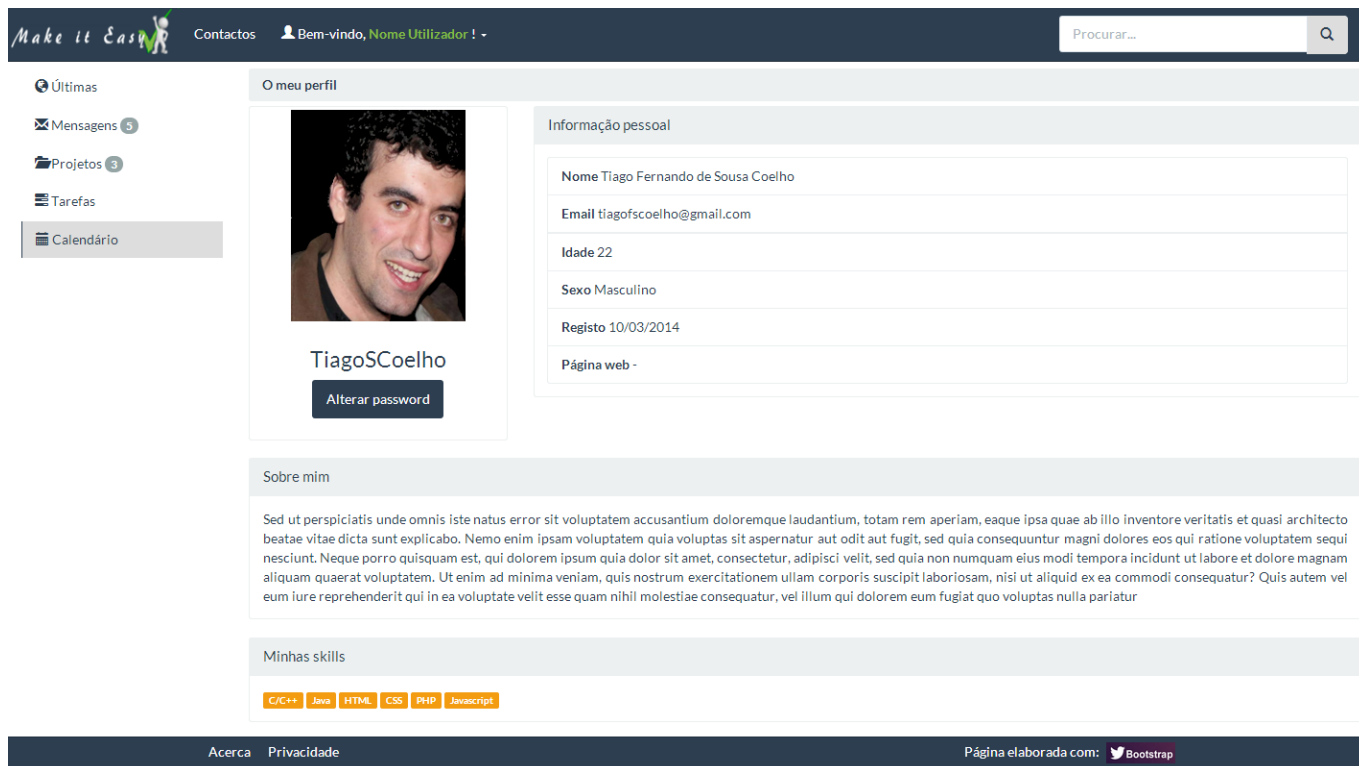 Make it Easy
Contactos
Bem-vindo, Nome Utilizador ! 
Procurar...
Últimas
Mensagens 5
Projetos 3
Tarefas
Calendário
O meu perfil
TiagoSCoelho
Alterar password
Informação pessoal
Nome Tiago Fernando de Sousa Coelho
Email tiagofscoelho@gmail.com
Idade 22
Sexo Masculino
Registo 10/03/2014
Página web -
Sobre mim
Sed ut perspiciatis unde omnis iste natus error sit voluptatem accusantium doloremque laudantium, totam rem aperiam, eaque ipsa quae ab illo inventore veritatis et quasi architecto
beatae vitae dicta sunt explicabo. Nemo enim ipsam voluptatem quia voluptas sit aspernatur aut odit aut fugit, sed quia consequuntur magni dolores eos qui ratione voluptatem sequi
nesciunt. Neque porro quisquam est, qui dolorem ipsum quia dolor sit amet, consectetur, adipisci velit, sed quia non numquam eius modi tempora incidunt ut labore et dolore magnam
aliquam quaerat voluptatem. Ut enim ad minima veniam, quis nostrum exercitationem ullam corporis suscipit laboriosam, nisi ut aliquid ex ea commodi consequatur? Quis autem vel
eum iure reprehenderit qui in ea voluptate velit esse quam nihil molestiae consequatur, vel illum qui dolorem eum fugiat quo voluptas nulla pariatur
Minhas skills
C/C++ Java HTML CSS PHP Javascript
Acerca Privacidade
Página elaborada com: Bootstrap